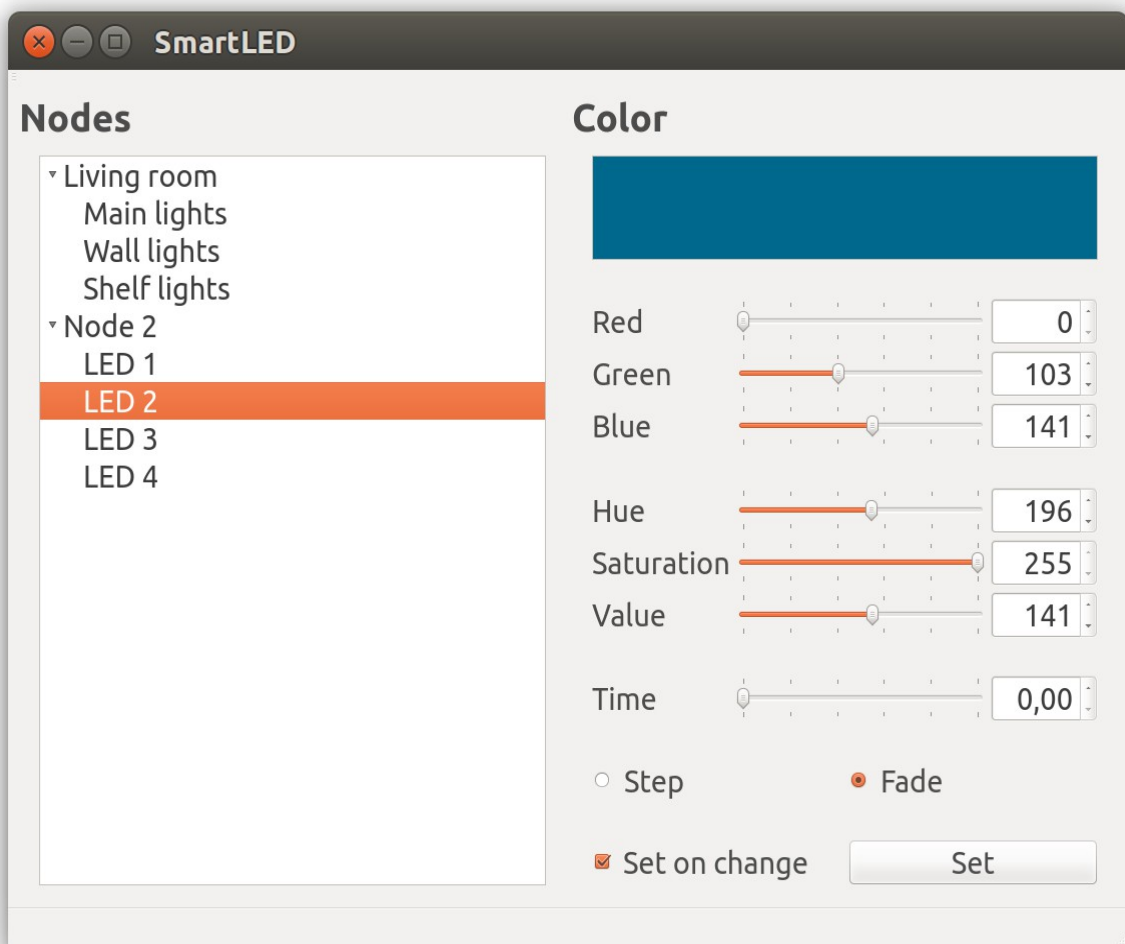 SmartLED
Nodes
Living room
Main lights
Wall lights
Shelf lights
Node 2
LED 1
LED 2
LED 3
LED 4
Color
Red 0
Green 103
Blue 141
Hue 196
Saturation 255
Value 141
Time 0,00
Step Fade
Set on change Set